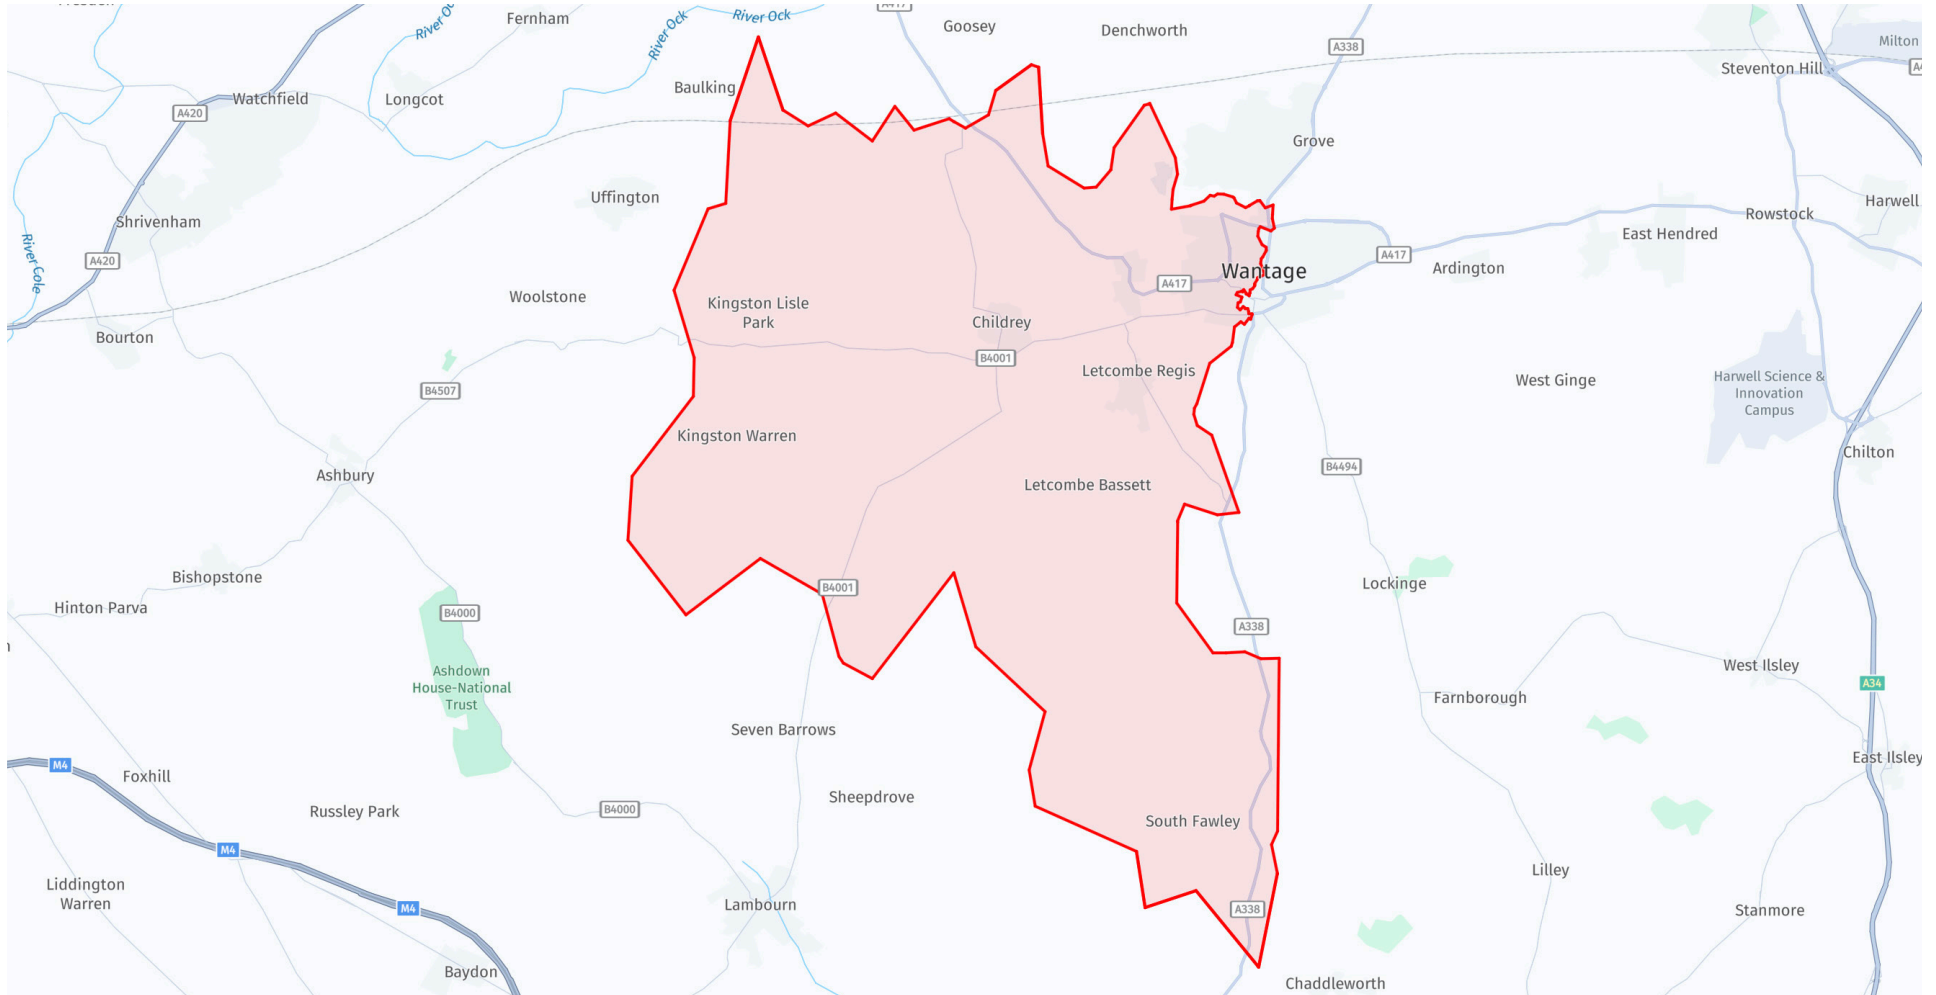 A417
River Ock
Fernham
River Ock
River Ock
Goosey
Denchworth
A338
Milton
Steventon Hill
Baulking
Longcot
Watchfield
A420
Grove
Uffington
Shrivenham
Harwell
Rowstock
East Hendred
River Cole
A420
A417
Ardington
Wantage
A417
Woolstone
Kingston Lisle
Park
Childrey
Bourton
B4001
Letcombe Regis
West Ginge
Harwell Science &
Innovation
Campus
B4507
Kingston Warren
Chilton
B4494
Ashbury
Letcombe Bassett
Bishopstone
Lockinge
B4001
Hinton Parva
B4000
A338
West Ilsley
Ashdown
House-National
Trust
A34
Farnborough
Seven Barrows
East Ilsley
M4
Foxhill
Sheepdrove
Russley Park
B4000
South Fawley
M4
Lilley
Liddington
Warren
Lambourn
M4
A338
Stanmore
Baydon
Chaddleworth